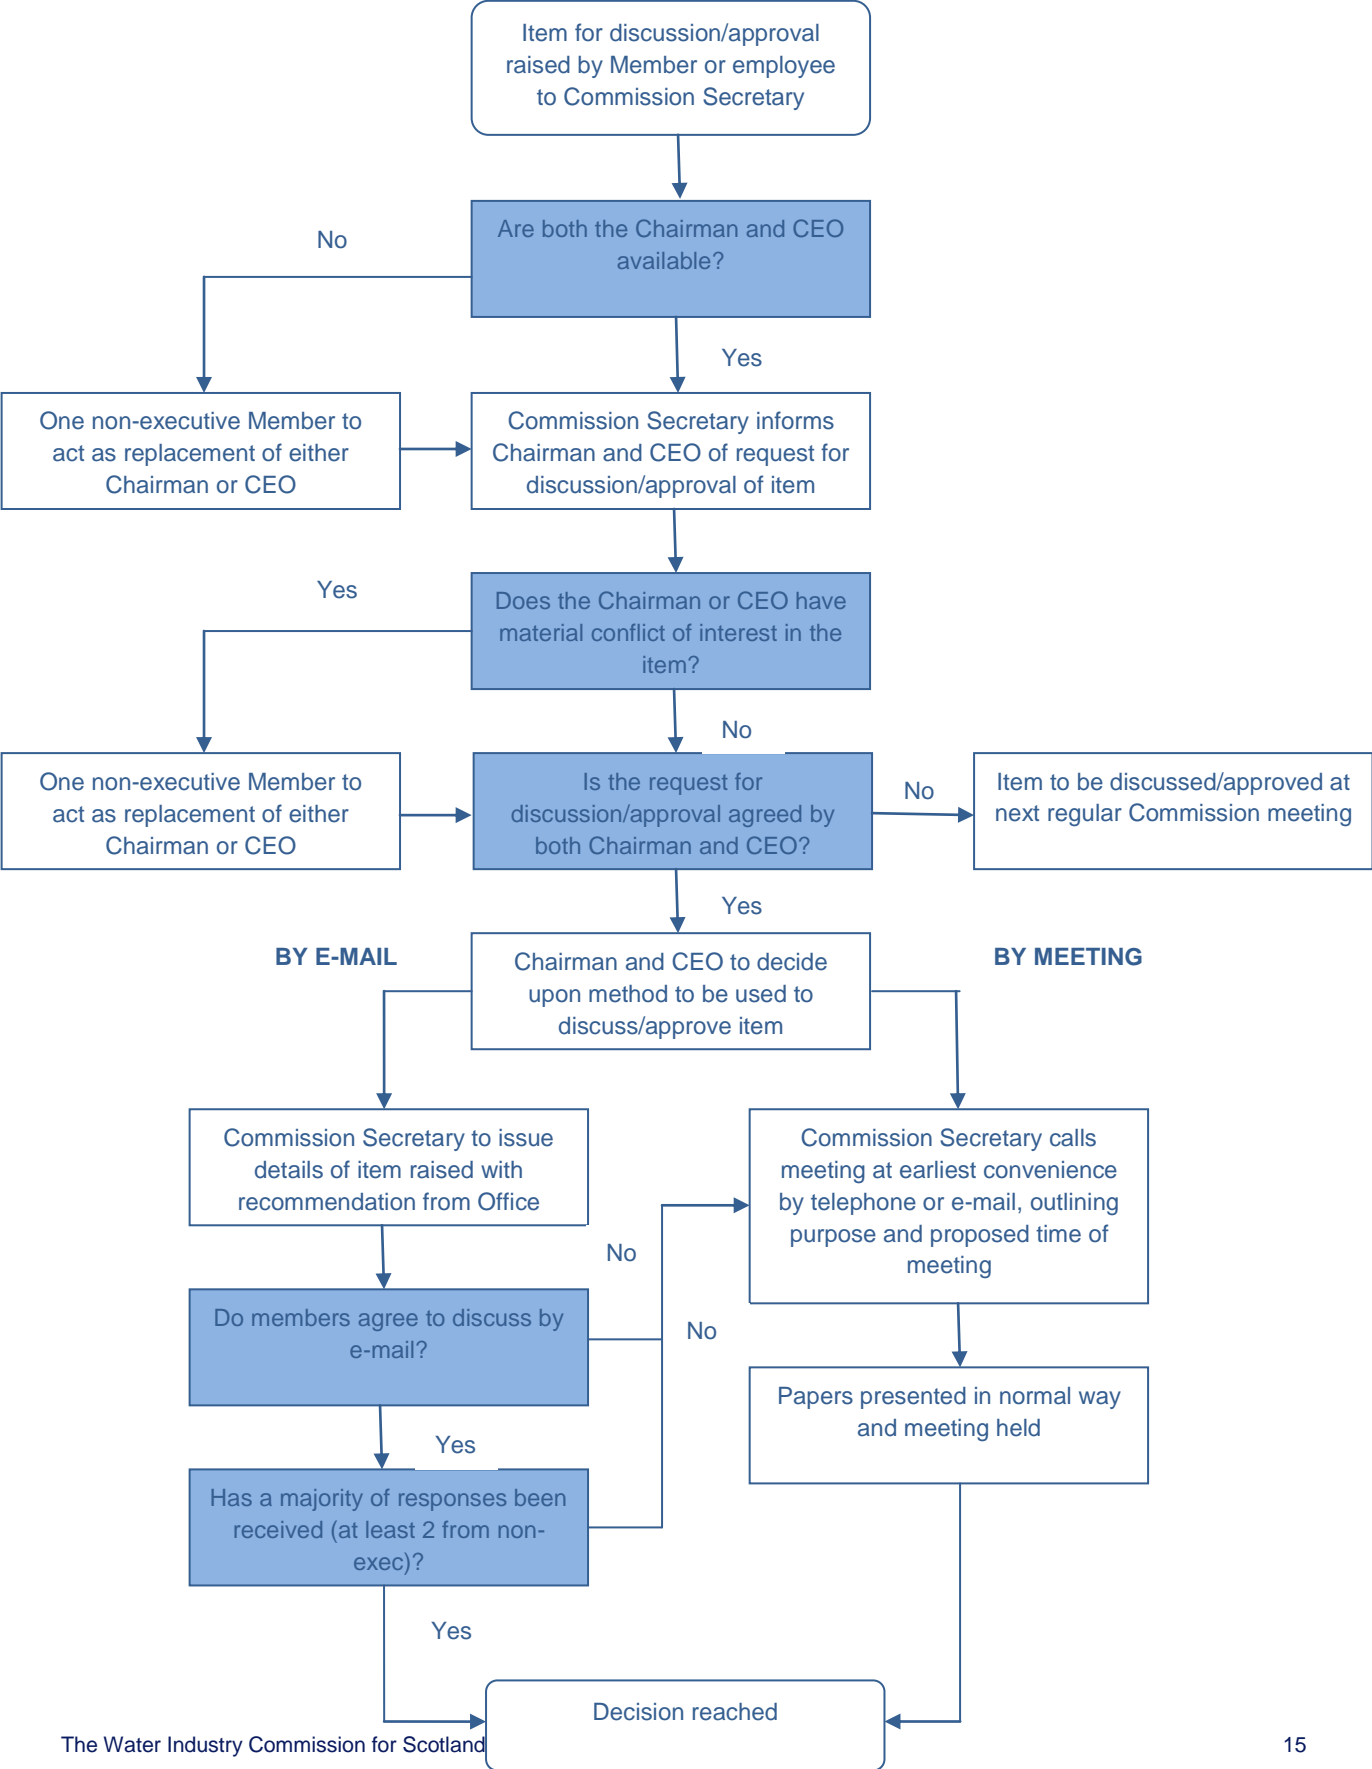 Item for discussion/approval
raised by Member or employee
to Commission Secretary
Are both the Chairman and CEO
available?
No
Yes
One non-executive Member to
act as replacement of either
Chairman or CEO
Commission Secretary informs
Chairman and CEO of request for
discussion/approval of item
Yes
Does the Chairman or CEO have
material conflict of interest in the
item?
No
One non-executive Member to
act as replacement of either
Chairman or CEO
Is the request for
discussion/approval agreed by
both Chairman and CEO?
No
Item to be discussed/approved at
next regular Commission meeting
Yes
BY E-MAIL
Chairman and CEO to decide
upon method to be used to
discuss/approve item
BY MEETING
Commission Secretary to issue
details of item raised with
recommendation from Office
Commission Secretary calls
meeting at earliest convenience
by telephone or e-mail, outlining
purpose and proposed time of
meeting
No
Do members agree to discuss by
e-mail?
No
Papers presented in normal way
and meeting held
Yes
Has a majority of responses been
received (at least 2 from non-
exec)?
Yes
Decision reached
The Water Industry Commission for Scotland
15